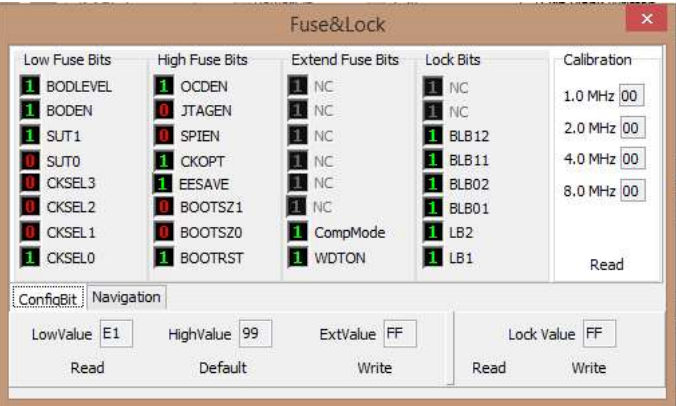 Fuse&Lock
Low Fuse Bits High Fuse Bits Extend Fuse Bits Lock Bits Calibration
1 BODLEVEL 1 OCDEN 1 NC 1 NC 1.0 MHz 00
1 BODEN 0 JTAGEN 1 NC 1 NC
1 SUT1 0 SPIEN 1 NC 1 BLB12 2.0 MHz 00
0 SUT0 1 CKOPT 1 NC 1 BLB11 4.0 MHz 00
0 CKSEL3 1 EESAVE 1 NC 1 BLB02 8.0 MHz 00
0 CKSEL2 0 BOOTSZ1 1 NC 1 BLB01
0 CKSEL1 0 BOOTSZ0 1 CompMode 1 LB2
1 CKSEL0 1 BOOTRST 1 WDTON 1 LB1 Read
ConfigBit Navigation
LowValue E1 HighValue 99 ExtValue FF Lock Value FF
Read Default Write Read Write